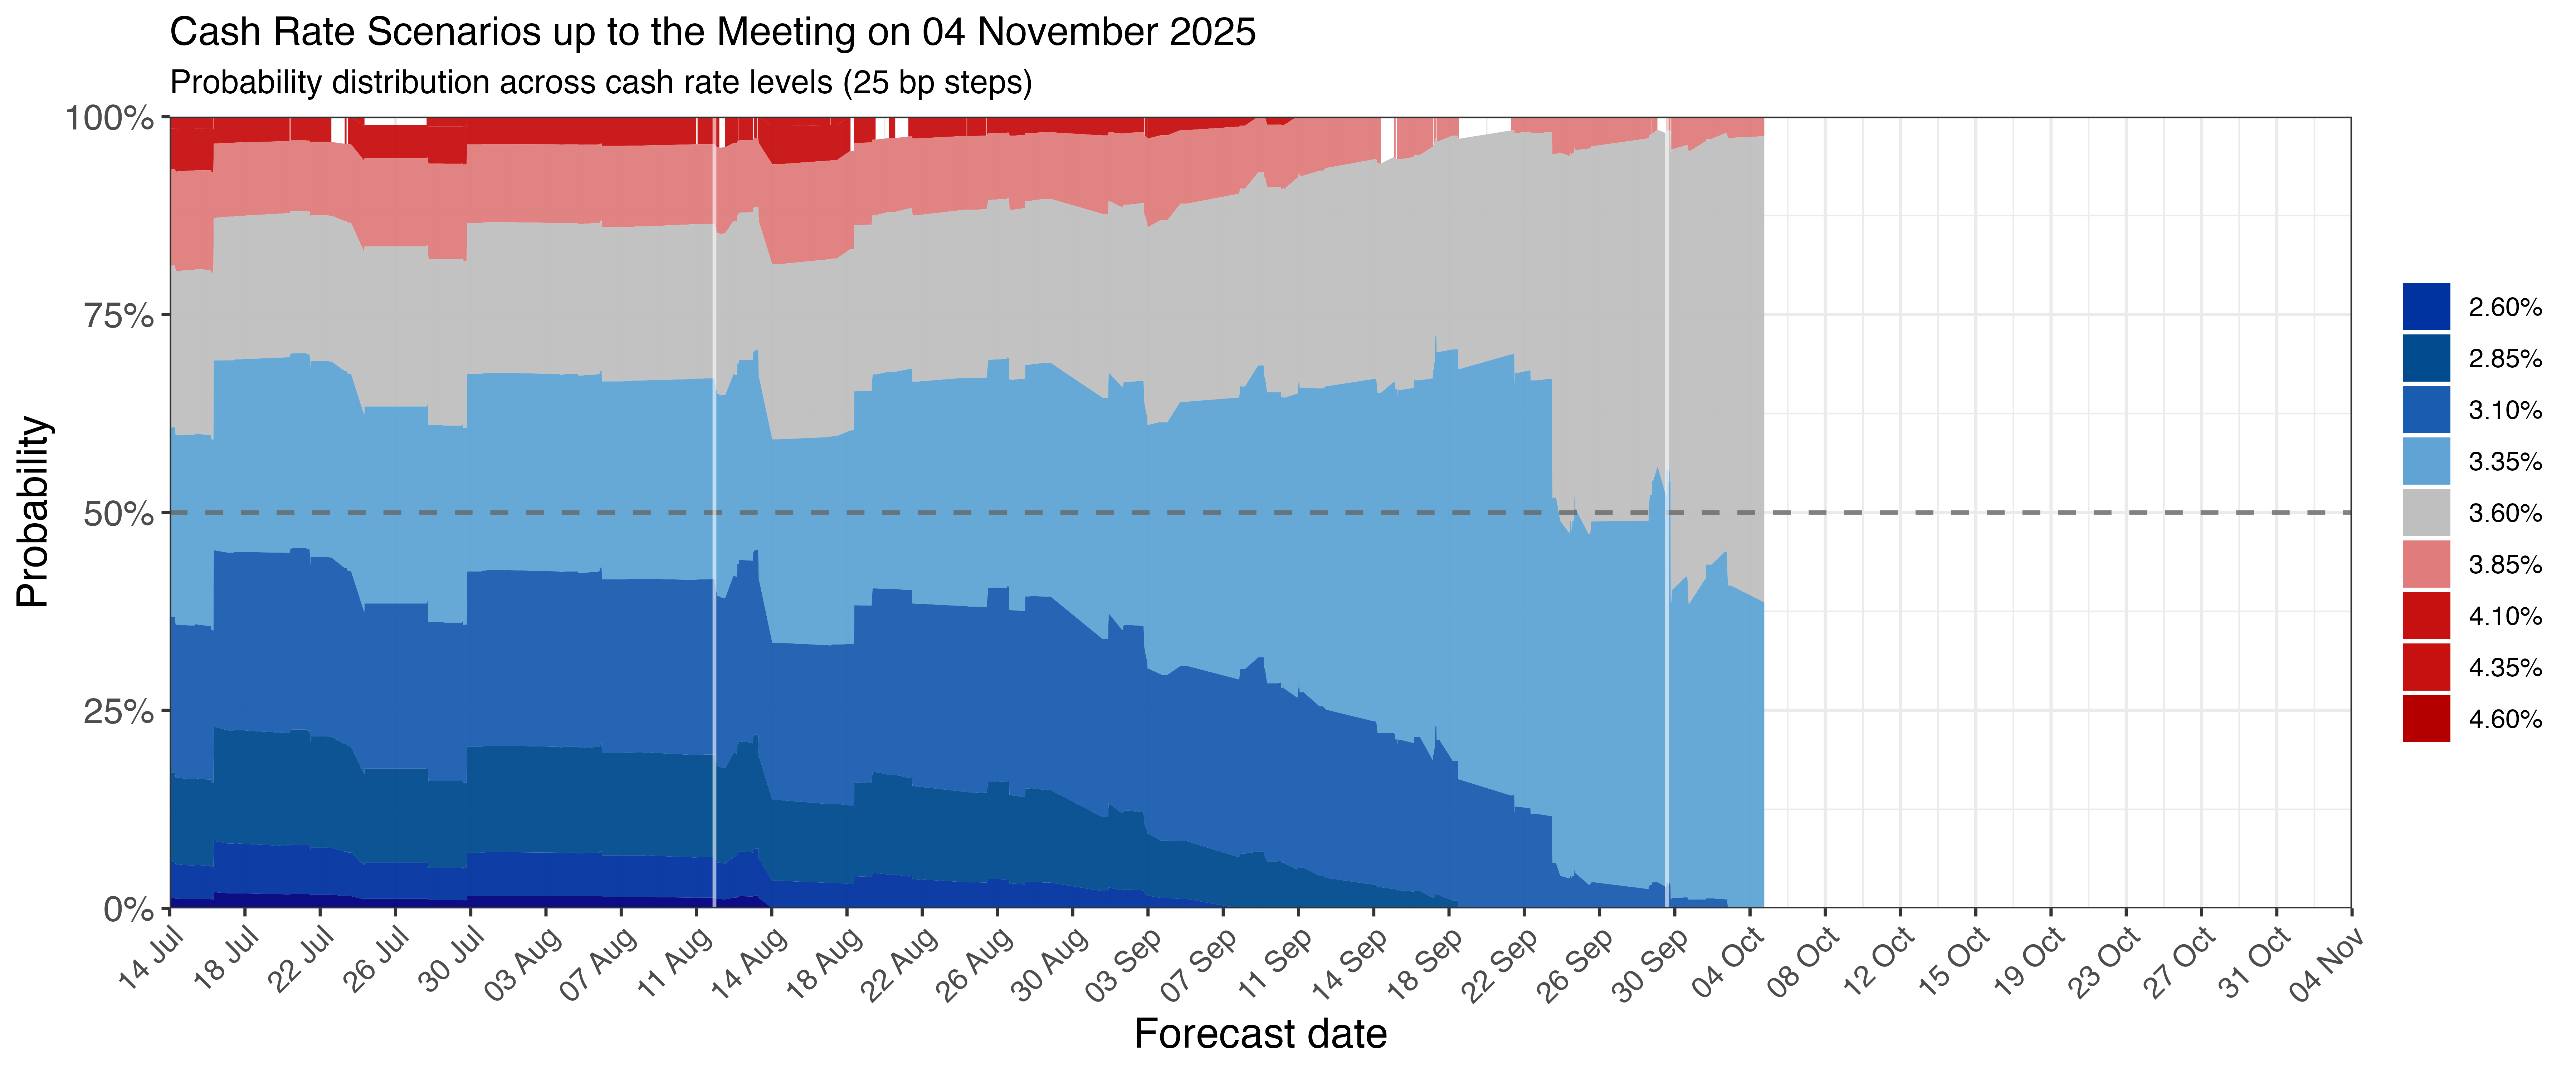 Cash Rate Scenarios up to the Meeting on 04 November 2025
Probability distribution across cash rate levels (25 bp steps)
Probability
100%
75%
50%
25%
0%
14 Jul
18 Jul
22 Jul
26 Jul
30 Jul
03 Aug
07 Aug
11 Aug
14 Aug
18 Aug
22 Aug
26 Aug
30 Aug
03 Sep
07 Sep
11 Sep
14 Sep
18 Sep
22 Sep
26 Sep
30 Sep
04 Oct
08 Oct
12 Oct
15 Oct
19 Oct
23 Oct
27 Oct
31 Oct
04 Nov
Forecast date
2.60%
2.85%
3.10%
3.35%
3.60%
3.85%
4.10%
4.35%
4.60%